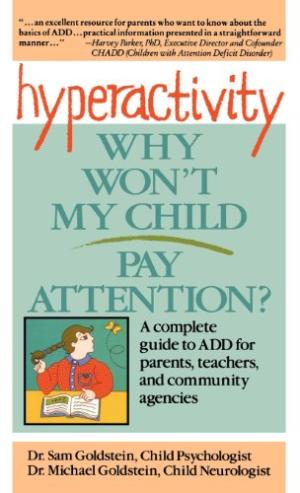 "...an excellent resource for parents who want to know about the
basics of ADD...practical information presented in a straightforward
manner..." —Harvey Parker, PhD, Executive Director and Cofounder
CHADD (Children with Attention Deficit Disorder)
hyperactivity
WHY
WON'T
MY CHILD
PAY
ATTENTION?
A complete
guide to ADD for
parents, teachers,
and community
agencies
Dr. Sam Goldstein, Child Psychologist
Dr. Michael Goldstein, Child Neurologist